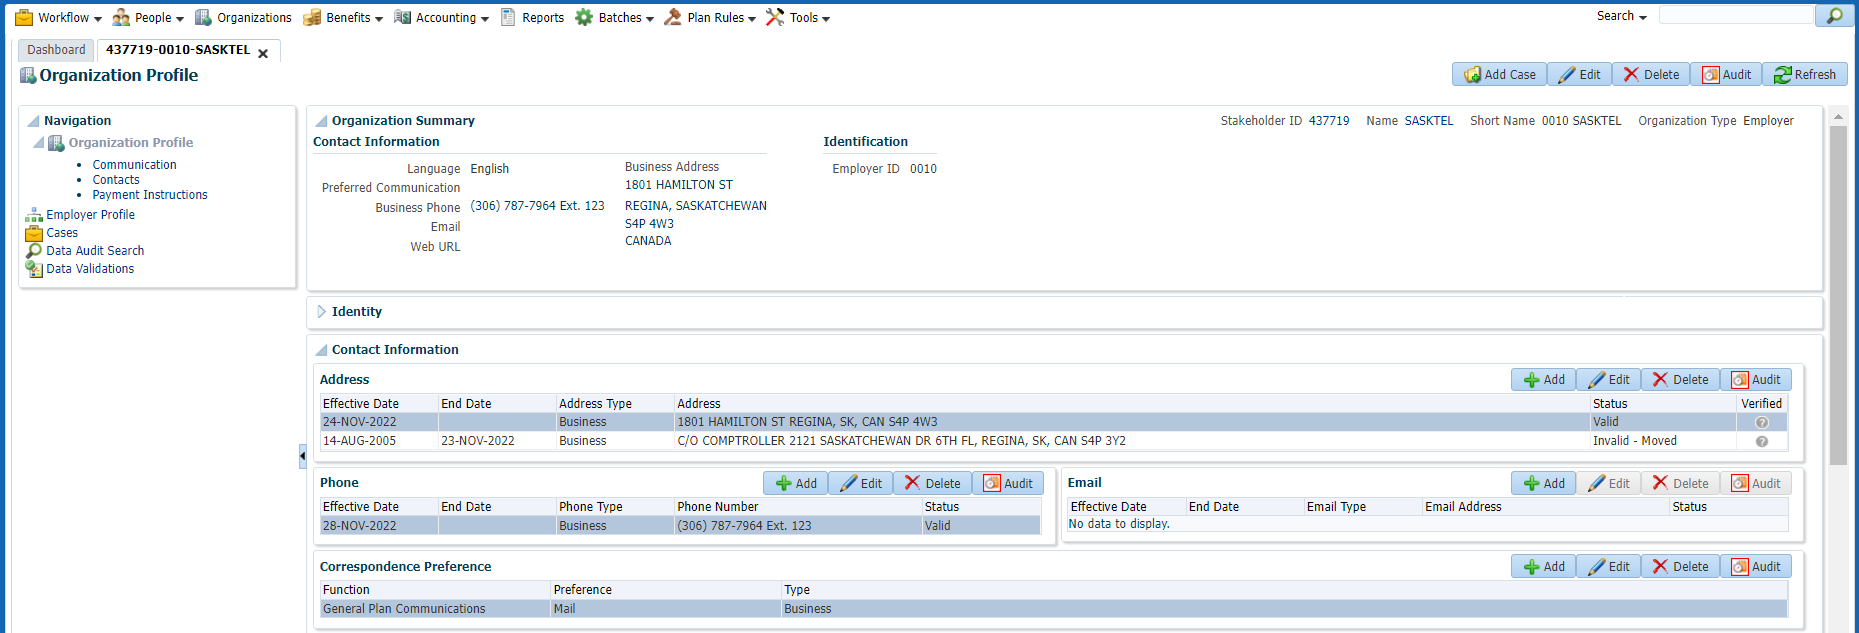 Workflow People Organizations Benefits Accounting Reports Batches Plan Rules Tools Search
Dashboard 437719-0010-SASKTEL
Organization Profile
Add Case Edit Delete Audit Refresh
Navigation
Organization Profile
Communication
Contacts
Payment Instructions
Employer Profile
Cases
Data Audit Search
Data Validations
Organization Summary Stakeholder ID 437719 Name SASKTEL Short Name 0010 SASKTEL Organization Type Employer
Contact Information Identification
Language English Business Address Employer ID 0010
Preferred Communication 1801 HAMILTON ST
Business Phone (306) 787-7964 Ext. 123 REGINA, SASKATCHEWAN
Email S4P 4W3
Web URL CANADA
Identity
Contact Information
Address Add Edit Delete Audit
Effective Date End Date Address Type Address Status Verified
24-NOV-2022 Business 1801 HAMILTON ST REGINA, SK, CAN S4P 4W3 Valid ?
14-AUG-2005 23-NOV-2022 Business C/O COMPTROLLER 2121 SASKATCHEWAN DR 6TH FL, REGINA, SK, CAN S4P 3Y2 Invalid - Moved ?
Phone Add Edit Delete Audit
Effective Date End Date Phone Type Phone Number Status
28-NOV-2022 Business (306) 787-7964 Ext. 123 Valid
Email Add Edit Delete Audit
Effective Date End Date Email Type Email Address Status
No data to display.
Correspondence Preference Add Edit Delete Audit
Function Preference Type
General Plan Communications Mail Business